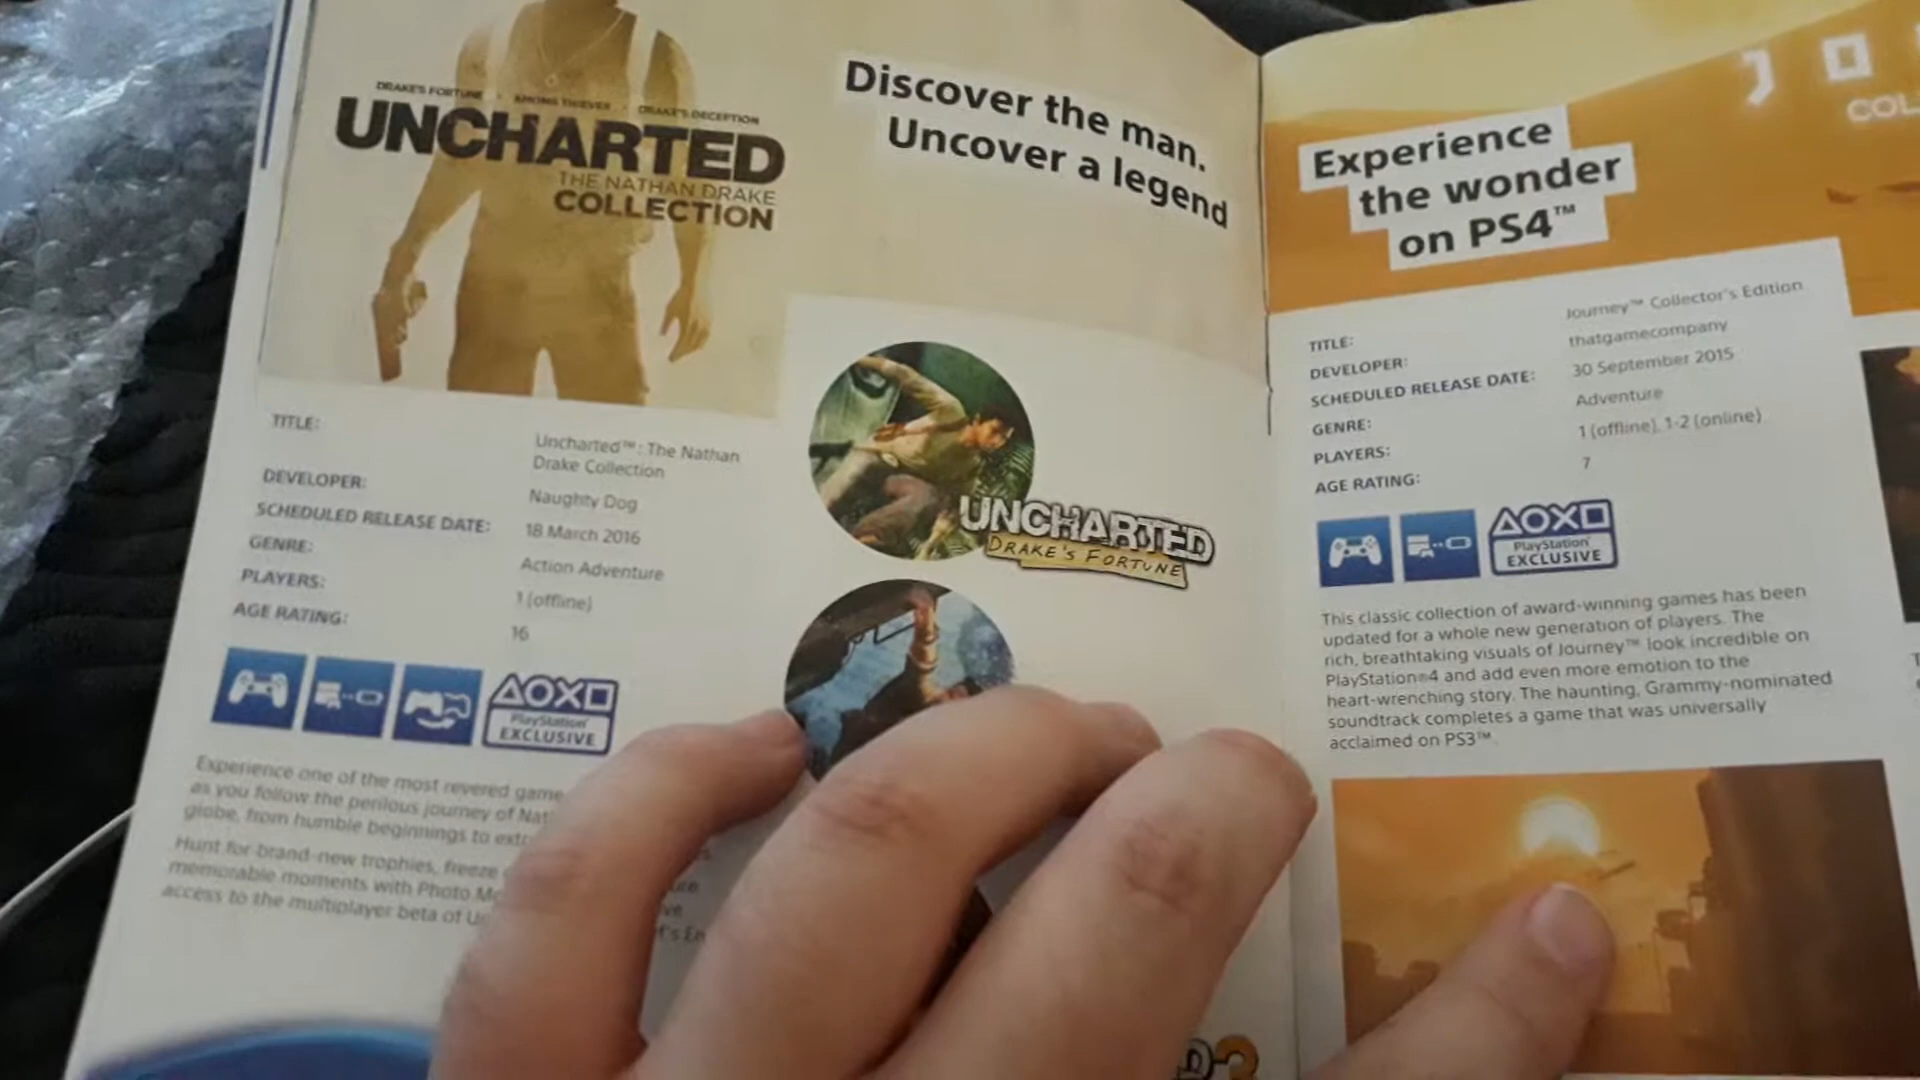 DRAKE'S FORTUNE · AMONG THIEVES · DRAKE'S DECEPTION
UNCHARTED
THE NATHAN DRAKE
COLLECTION
Discover the man.
Uncover a legend
TITLE: Uncharted™: The Nathan
Drake Collection
DEVELOPER: Naughty Dog
SCHEDULED RELEASE DATE: 18 March 2016
GENRE: Action Adventure
PLAYERS: 1 (offline)
AGE RATING: 16
PlayStation
EXCLUSIVE
Experience one of the most revered game
as you follow the perilous journey of Nat
globe, from humble beginnings to extr
Hunt for brand-new trophies, freeze
memorable moments with Photo Mo
access to the multiplayer beta of U
UNCHARTED
DRAKE'S FORTUNE
3
J O
COL
Experience
the wonder
on PS4™
TITLE: Journey™ Collector's Edition
DEVELOPER: thatgamecompany
SCHEDULED RELEASE DATE: 30 September 2015
GENRE: Adventure
PLAYERS: 1 (offline), 1-2 (online)
AGE RATING: 7
PlayStation
EXCLUSIVE
This classic collection of award-winning games has been
updated for a whole new generation of players. The
rich, breathtaking visuals of Journey™ look incredible on
PlayStation®4 and add even more emotion to the
heart-wrenching story. The haunting, Grammy-nominated
soundtrack completes a game that was universally
acclaimed on PS3™.